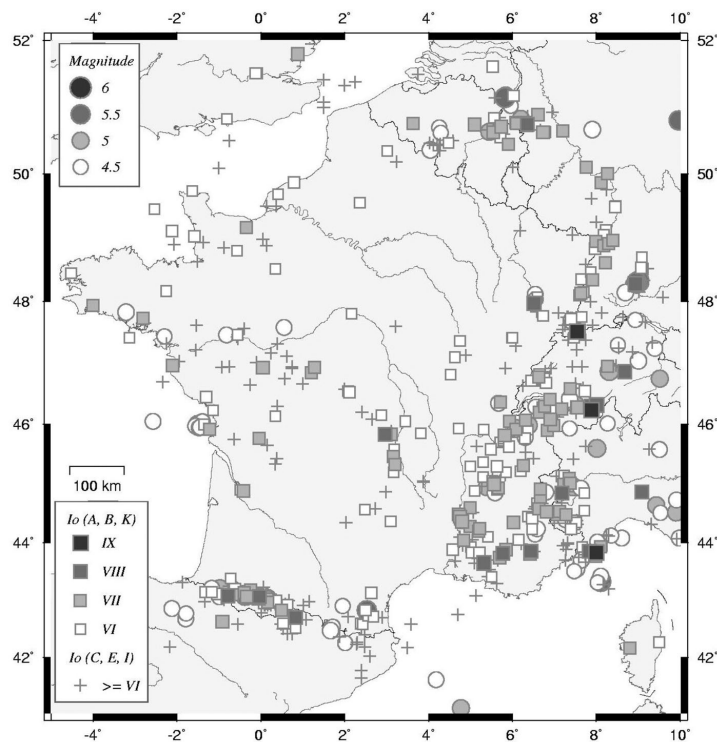 -4° -2° 0° 2° 4° 6° 8° 10°
52° 52°
Magnitude
6
5.5
5
4.5
50° 50°
48° 48°
46° 46°
100 km
Io (A, B, K)
IX
VIII
VII
VI
44° 44°
Io (C, E, I)
>= VI
42° 42°
-4° -2° 0° 2° 4° 6° 8° 10°